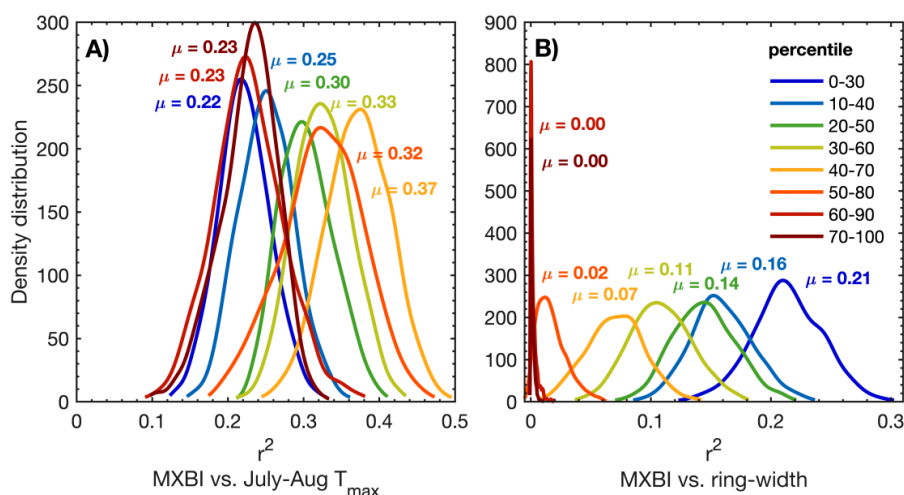 A)
μ = 0.23
μ = 0.23
μ = 0.22
μ = 0.25
μ = 0.30
μ = 0.33
μ = 0.32
μ = 0.37
300
250
200
150
100
50
0
Density distribution
0 0.1 0.2 0.3 0.4 0.5
r²
MXBI vs. July-Aug Tmax
B)
percentile
0-30
10-40
20-50
30-60
40-70
50-80
60-90
70-100
μ = 0.00
μ = 0.00
μ = 0.02
μ = 0.07
μ = 0.11
μ = 0.14
μ = 0.16
μ = 0.21
900
800
700
600
500
400
300
200
100
0
0 0.1 0.2 0.3
r²
MXBI vs. ring-width